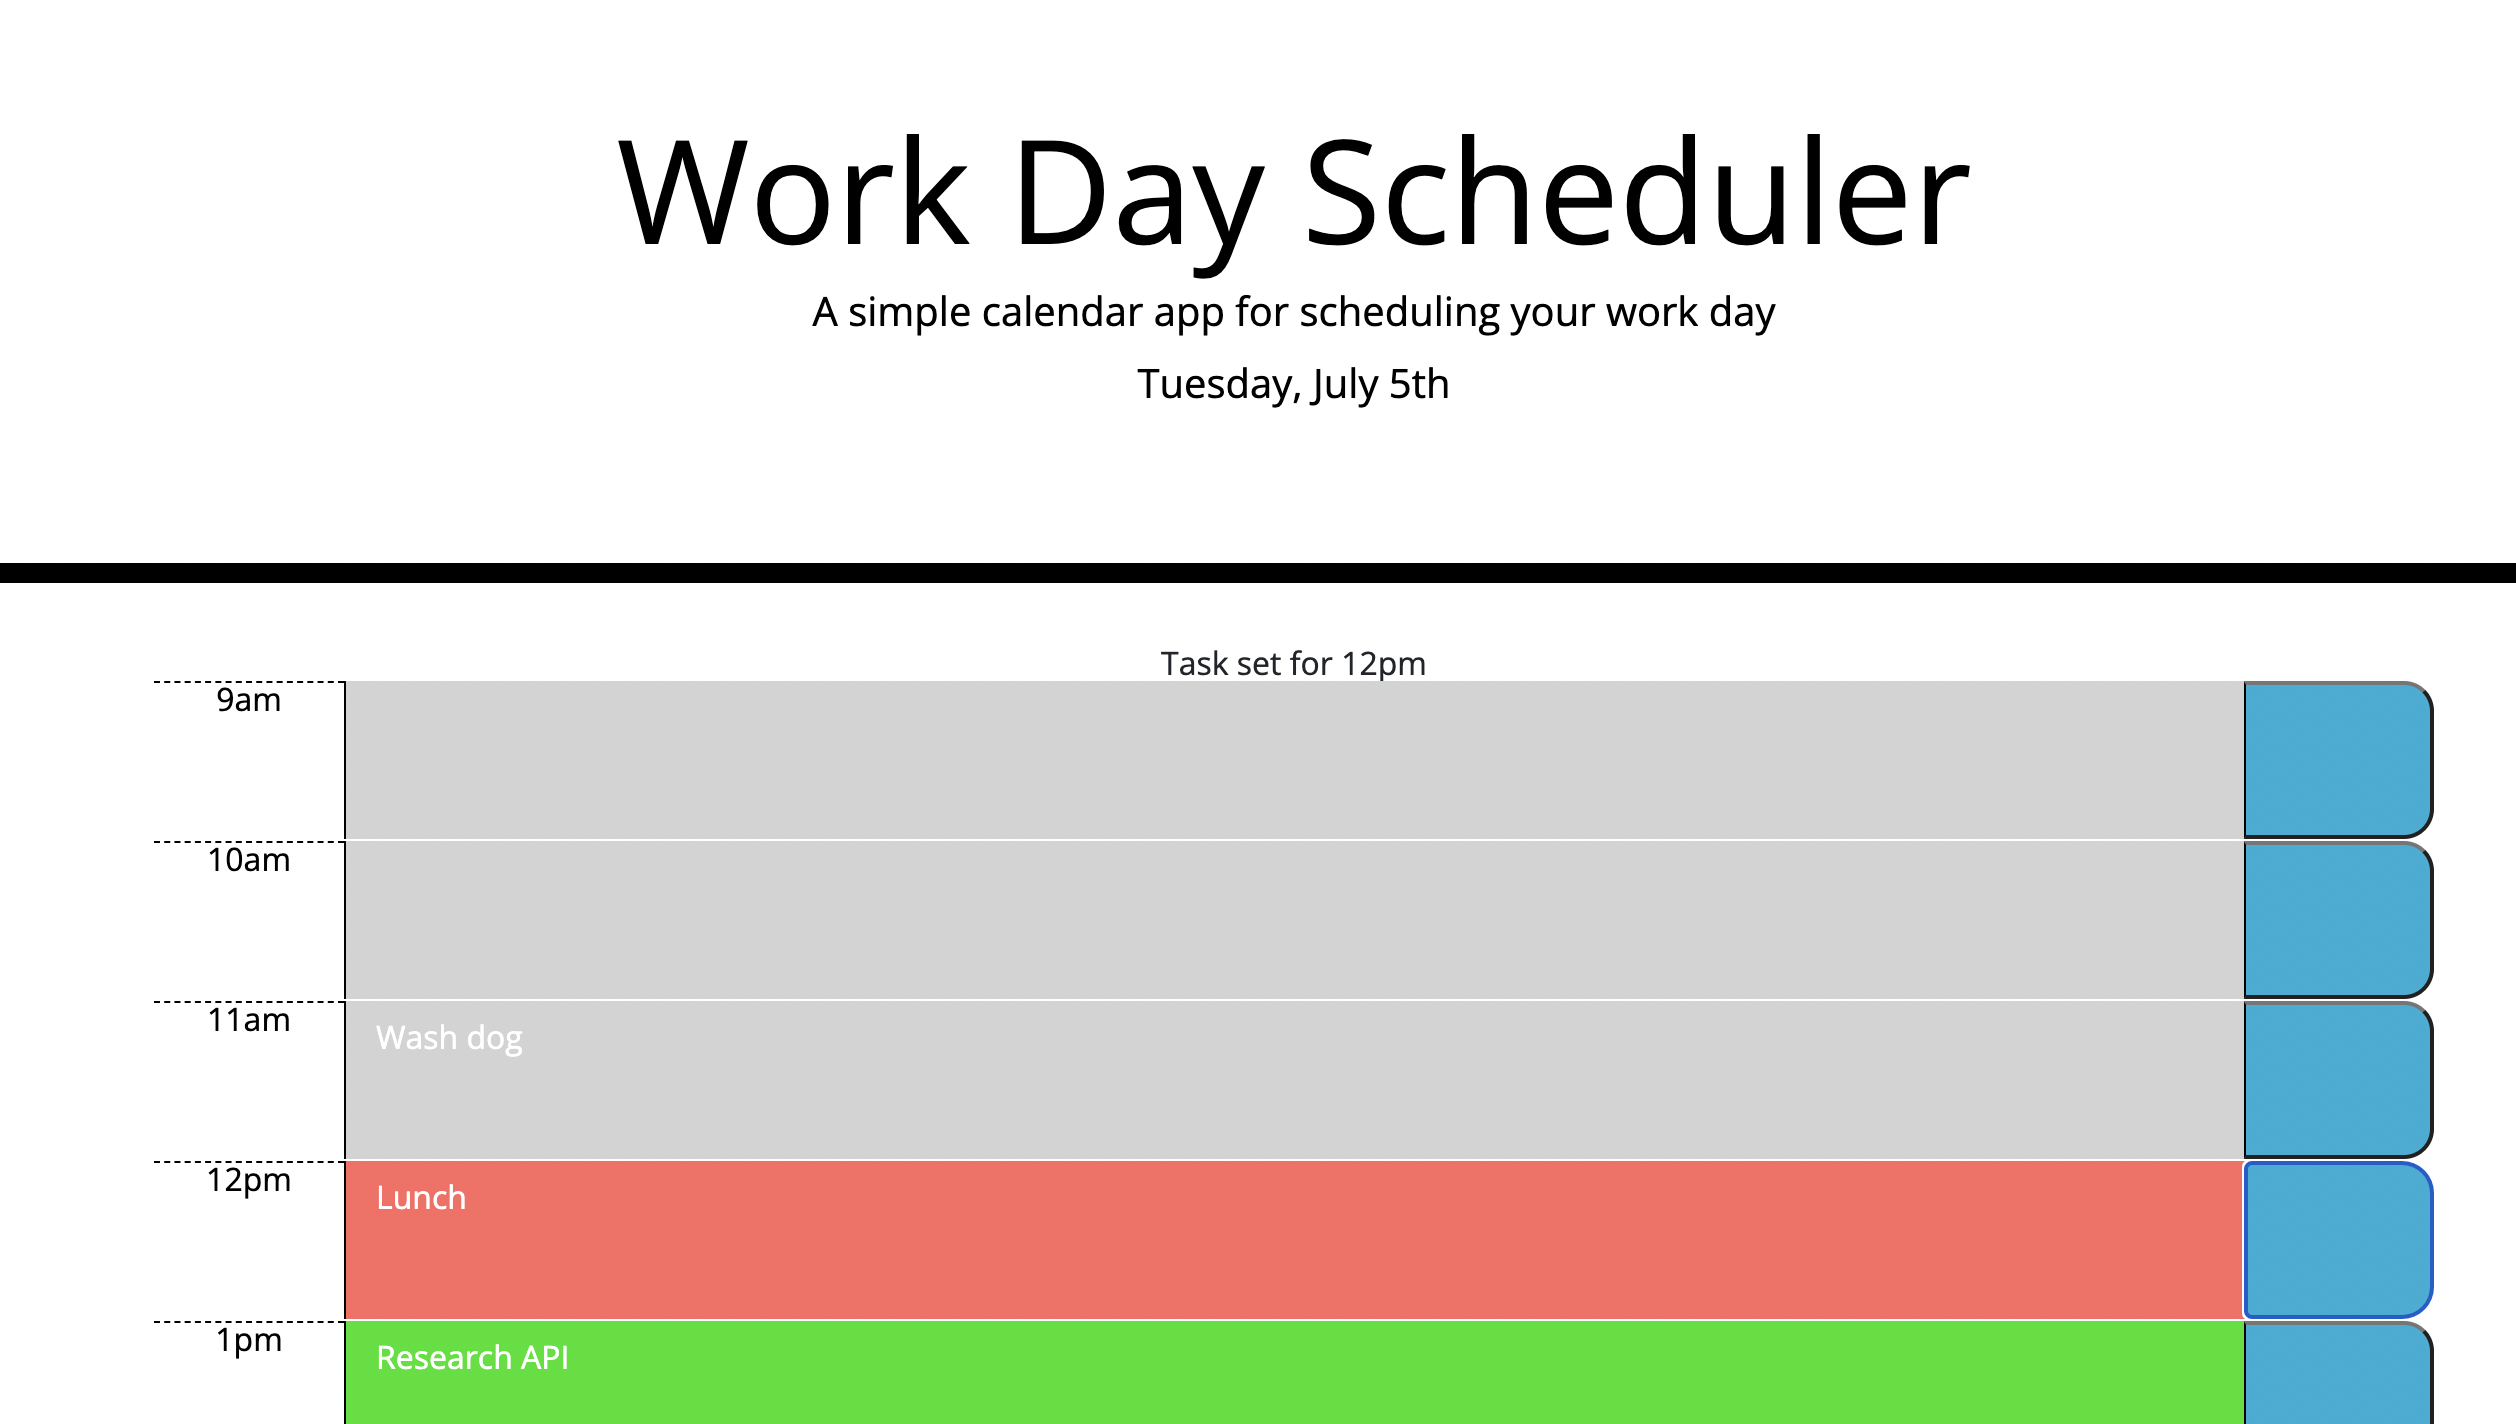 Work Day Scheduler
A simple calendar app for scheduling your work day
Tuesday, July 5th
Task set for 12pm
9am
10am
11am
Wash dog
12pm
Lunch
1pm
Research API